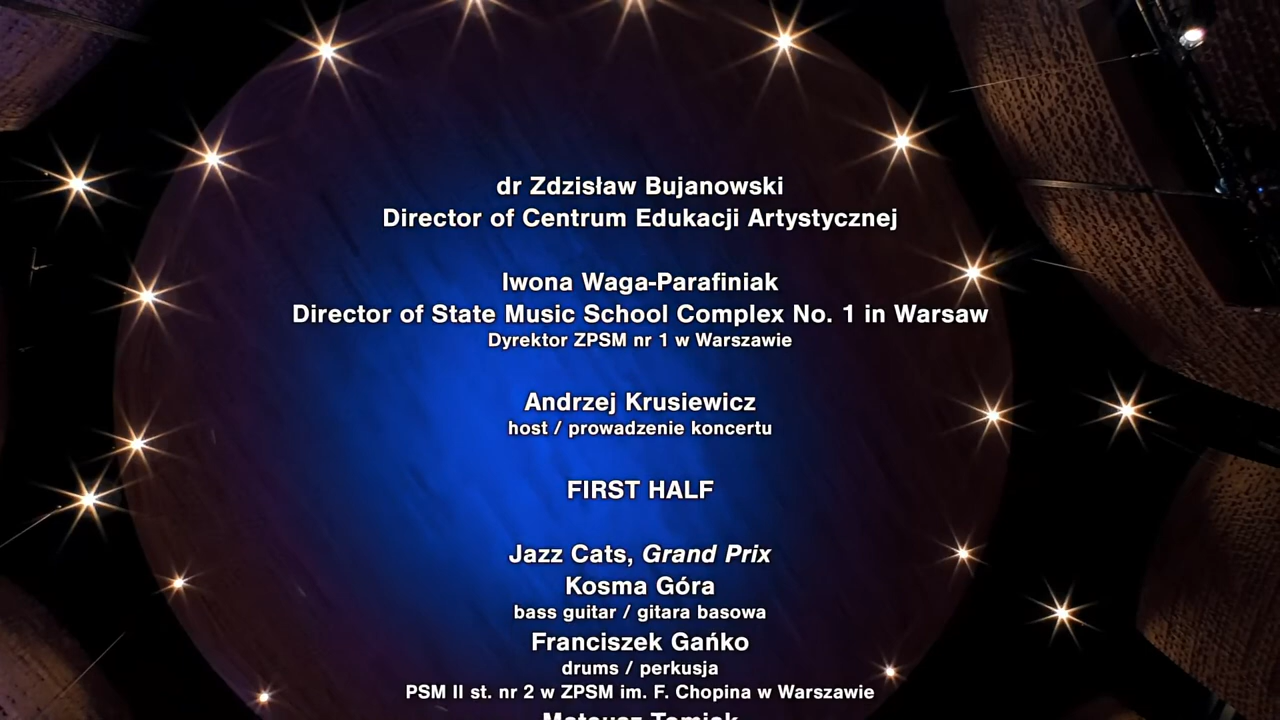 dr Zdzisław Bujanowski
Director of Centrum Edukacji Artystycznej
Iwona Waga-Parafiniak
Director of State Music School Complex No. 1 in Warsaw
Dyrektor ZPSM nr 1 w Warszawie
Andrzej Krusiewicz
host / prowadzenie koncertu
FIRST HALF
Jazz Cats, Grand Prix
Kosma Góra
bass guitar / gitara basowa
Franciszek Gańko
drums / perkusja
PSM II st. nr 2 w ZPSM im. F. Chopina w Warszawie
Mateusz